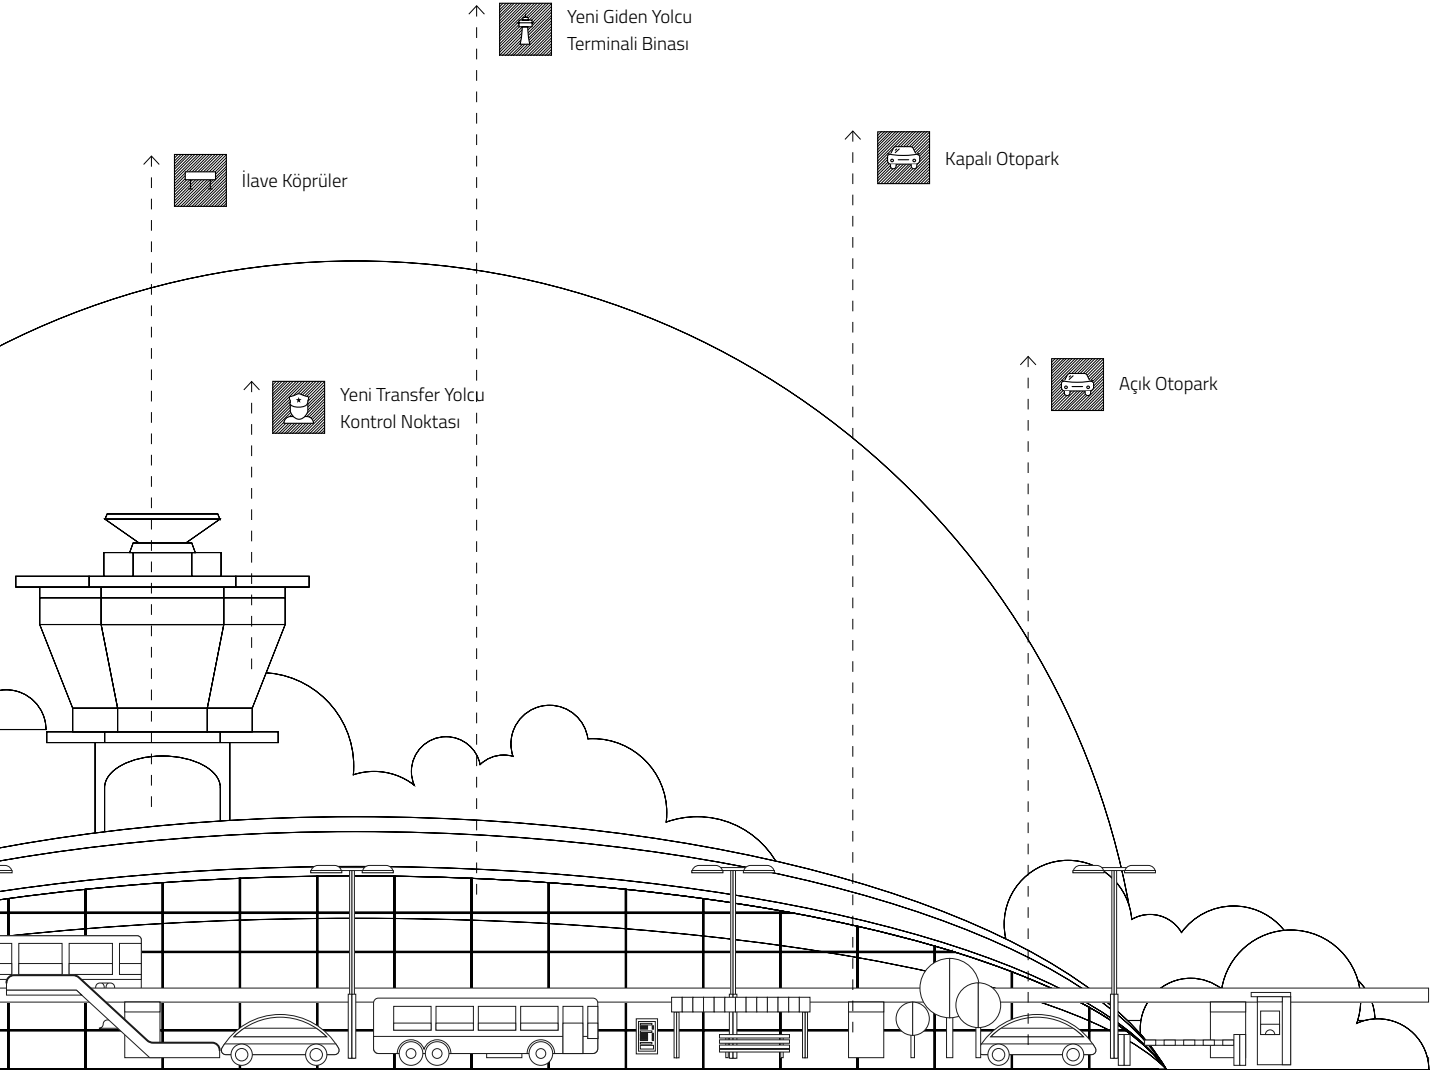 Yeni Giden Yolcu
Terminali Binası
Kapalı Otopark
İlave Köprüler
Açık Otopark
Yeni Transfer Yolcu
Kontrol Noktası